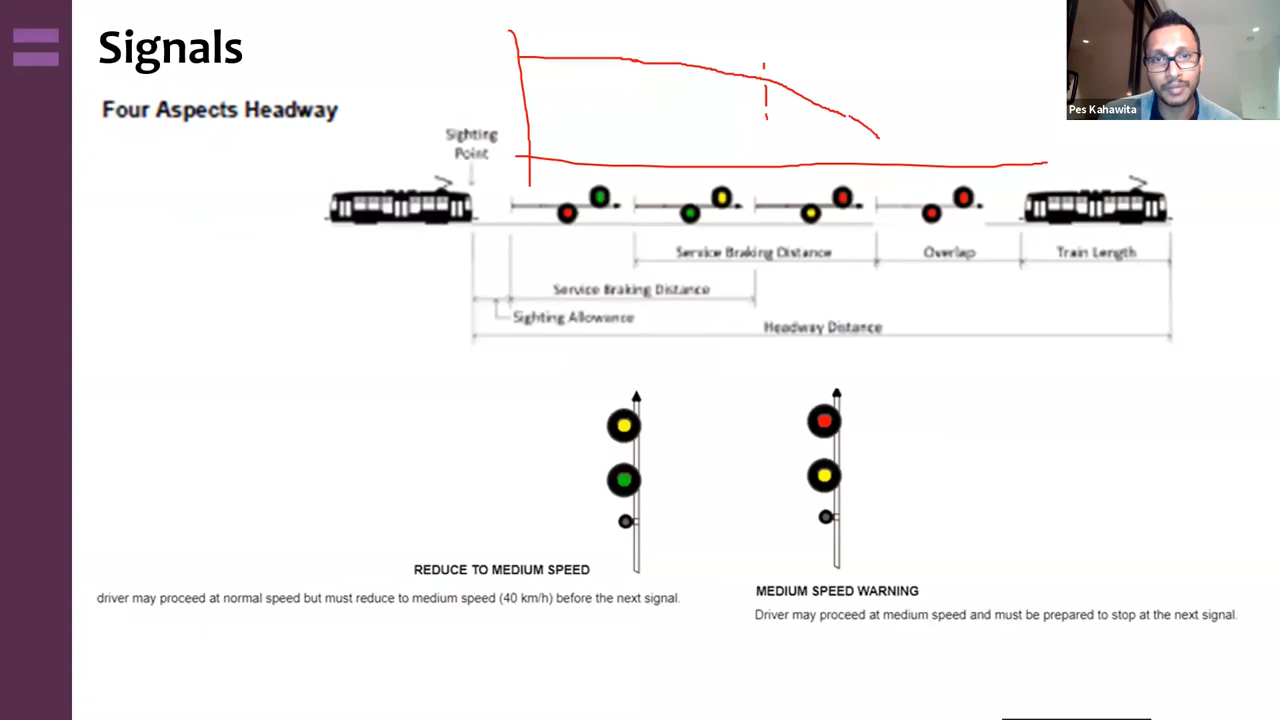 Signals
Four Aspects Headway
Pes Kahawita
Sighting
Point
Service Braking Distance
Overlap
Train Length
Service Braking Distance
Sighting Allowance
Headway Distance
REDUCE TO MEDIUM SPEED
driver may proceed at normal speed but must reduce to medium speed (40 km/h) before the next signal.
MEDIUM SPEED WARNING
Driver may proceed at medium speed and must be prepared to stop at the next signal.